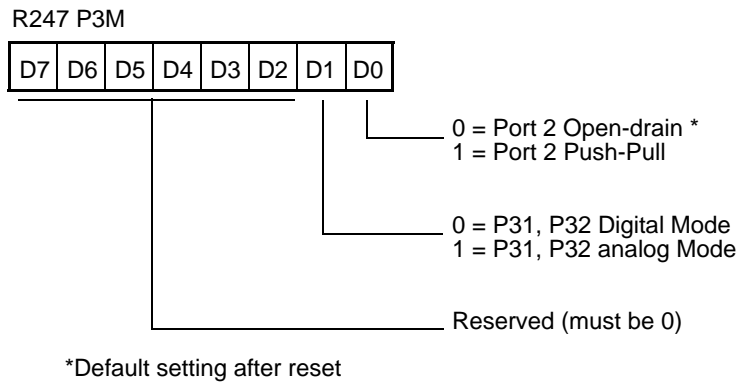 R247 P3M
D7 D6 D5 D4 D3 D2 D1 D0
0 = Port 2 Open-drain *
1 = Port 2 Push-Pull
0 = P31, P32 Digital Mode
1 = P31, P32 analog Mode
Reserved (must be 0)
*Default setting after reset